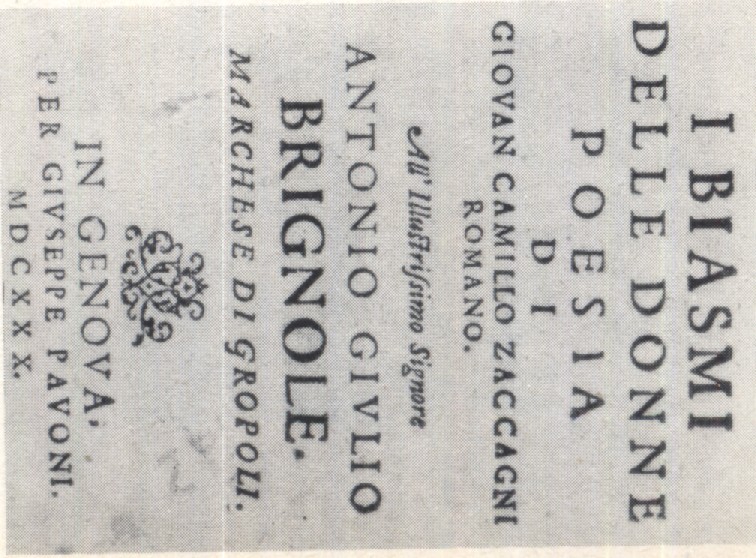 I BIASMI
DELLE DONNE
POESIA
DI
GIOVAN CAMILLO ZACCAGNI
ROMANO.
All' Illuſtriſsimo Signore
ANTONIO GIVLIO
BRIGNOLE.
MARCHESE DI GROPOLI.
IN GENOVA,
PER GIVSEPPE PAVONI.
MDCXXX.